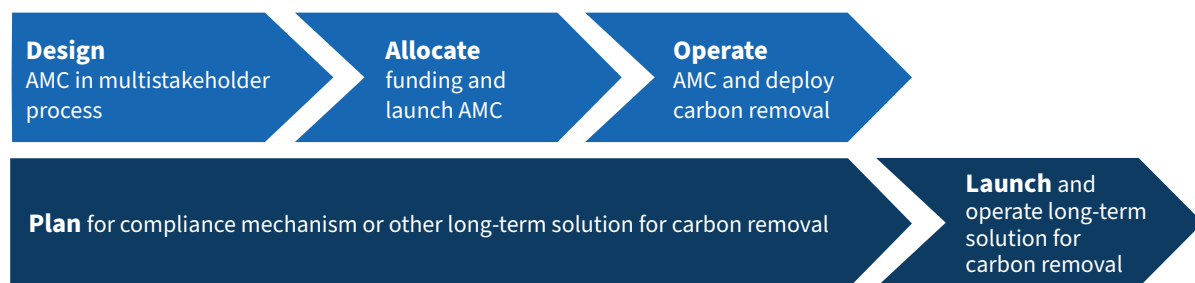 Design
AMC in multistakeholder
process
Allocate
funding and
launch AMC
Operate
AMC and deploy
carbon removal
Plan for compliance mechanism or other long-term solution for carbon removal
Launch and
operate long-term
solution for
carbon removal